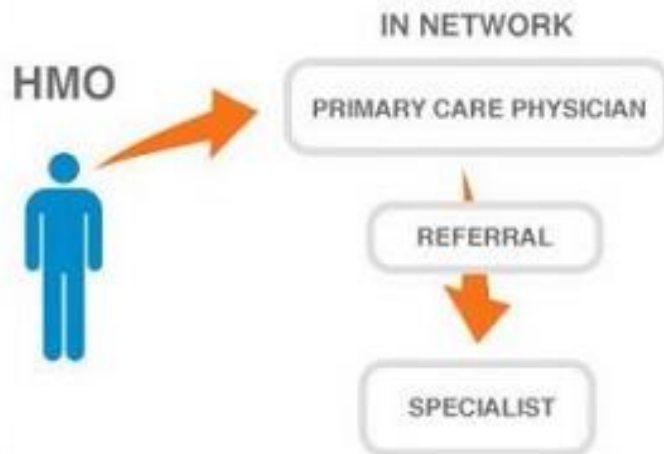 IN NETWORK
HMO
PRIMARY CARE PHYSICIAN
REFERRAL
SPECIALIST